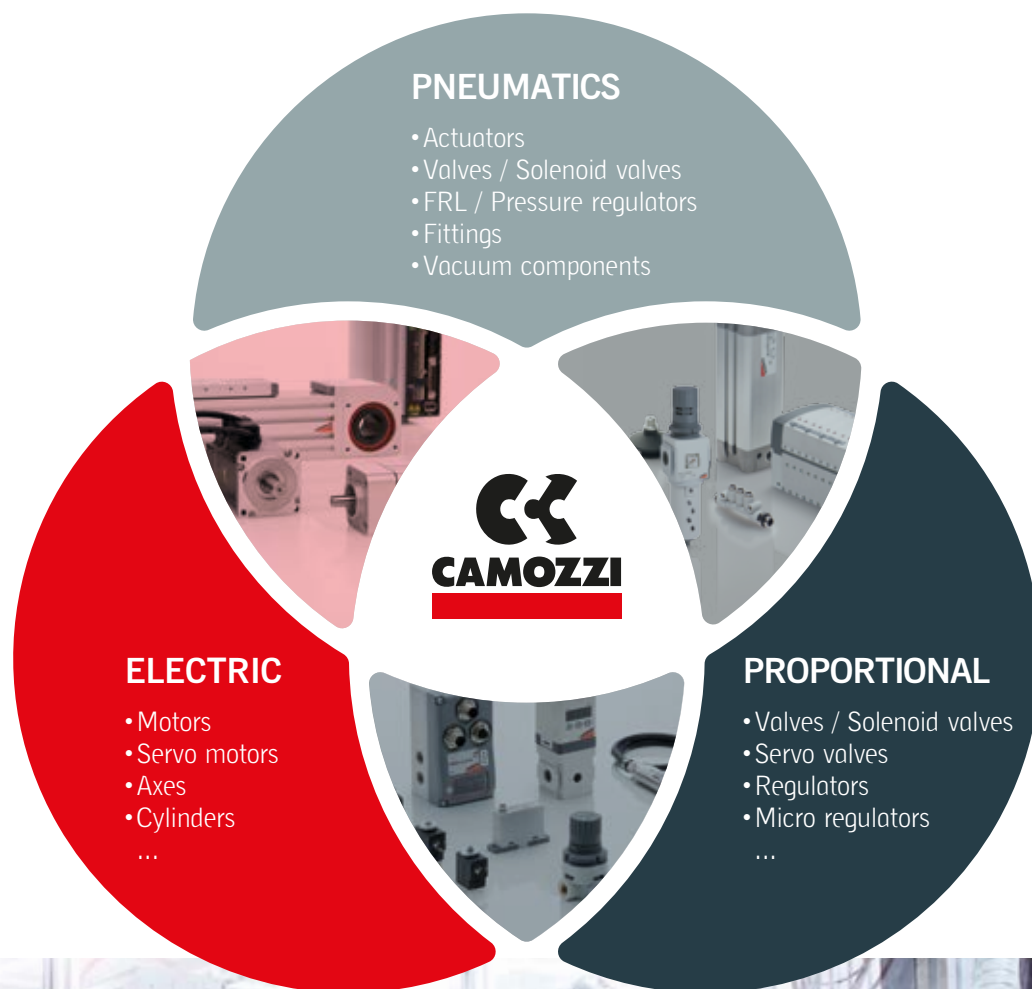 PNEUMATICS
• Actuators
• Valves / Solenoid valves
• FRL / Pressure regulators
• Fittings
• Vacuum components
CAMOZZI
ELECTRIC
• Motors
• Servo motors
• Axes
• Cylinders
...
PROPORTIONAL
• Valves / Solenoid valves
• Servo valves
• Regulators
• Micro regulators
...